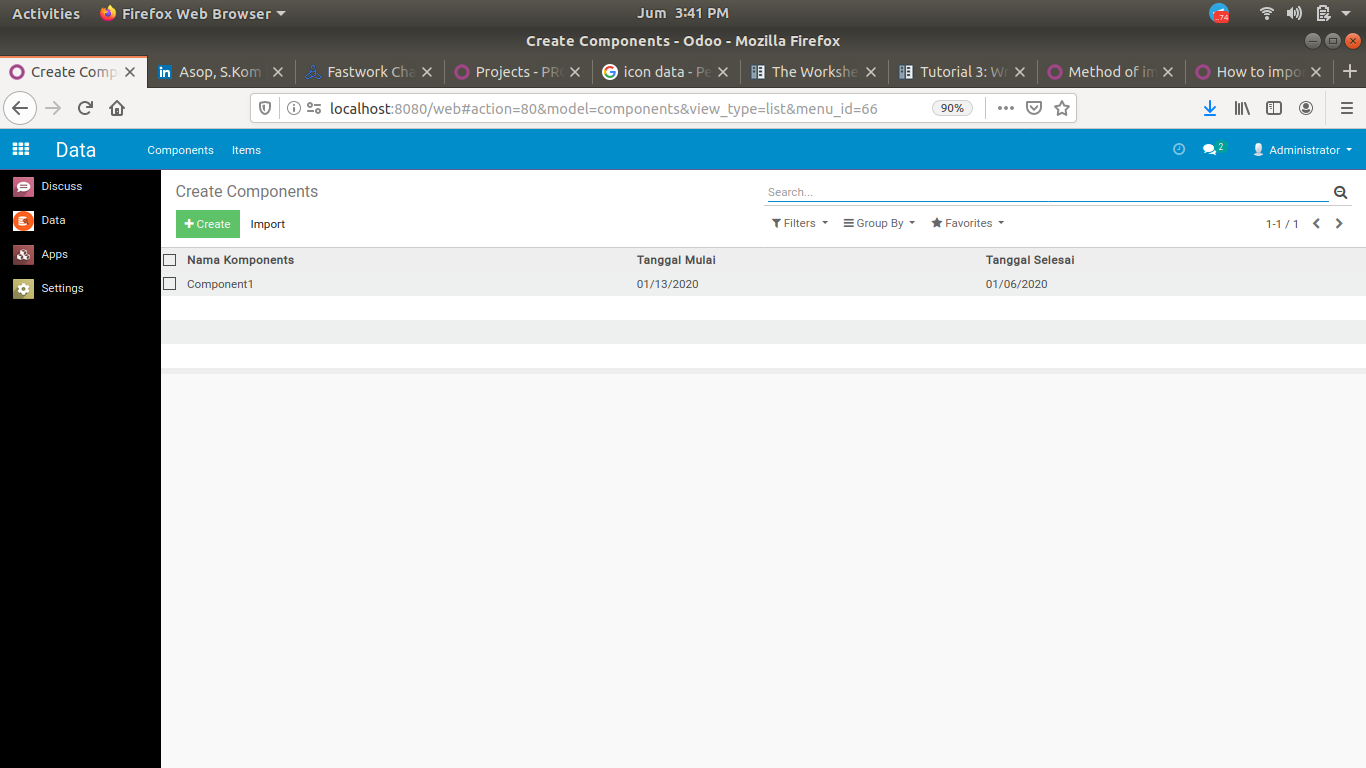 Activities Firefox Web Browser Jum 3:41 PM 74
Create Components - Odoo - Mozilla Firefox
Create Comp Asop, S.Kom Fastwork Cha Projects - PR icon data - Pe The Workshe Tutorial 3: W Method of im How to impo
localhost:8080/web#action=80&model=components&view_type=list&menu_id=66 90%
Data Components Items 2 Administrator
Discuss
Data
Apps
Settings
Create Components
Search...
Create Import Filters Group By Favorites 1-1 / 1
Nama Komponents Tanggal Mulai Tanggal Selesai
Component1 01/13/2020 01/06/2020